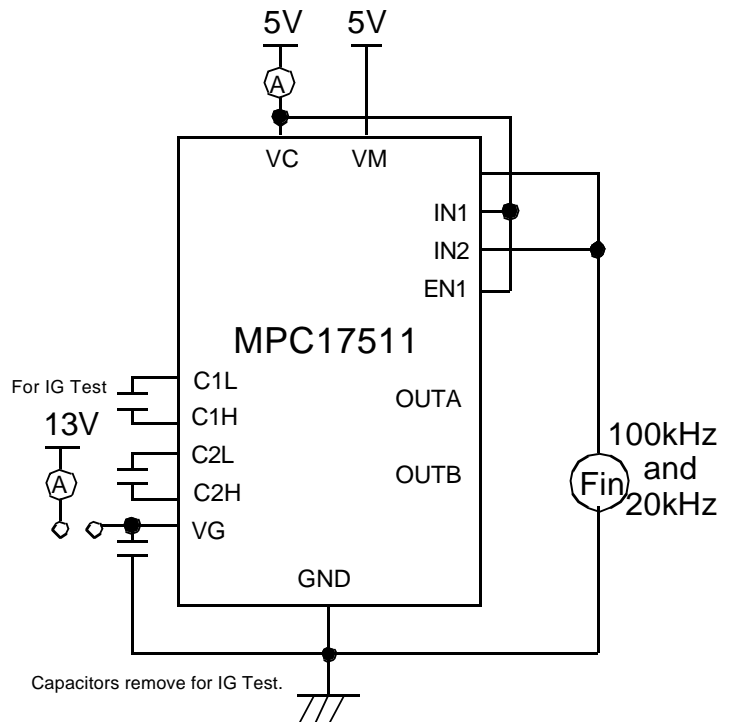 5V 5V
A
VC VM
IN1
IN2
EN1
MPC17511
For IG Test
C1L
C1H
OUTA
13V
C2L
C2H
OUTB
A
VG
100kHz
and
20kHz
Fin
GND
Capacitors remove for IG Test.